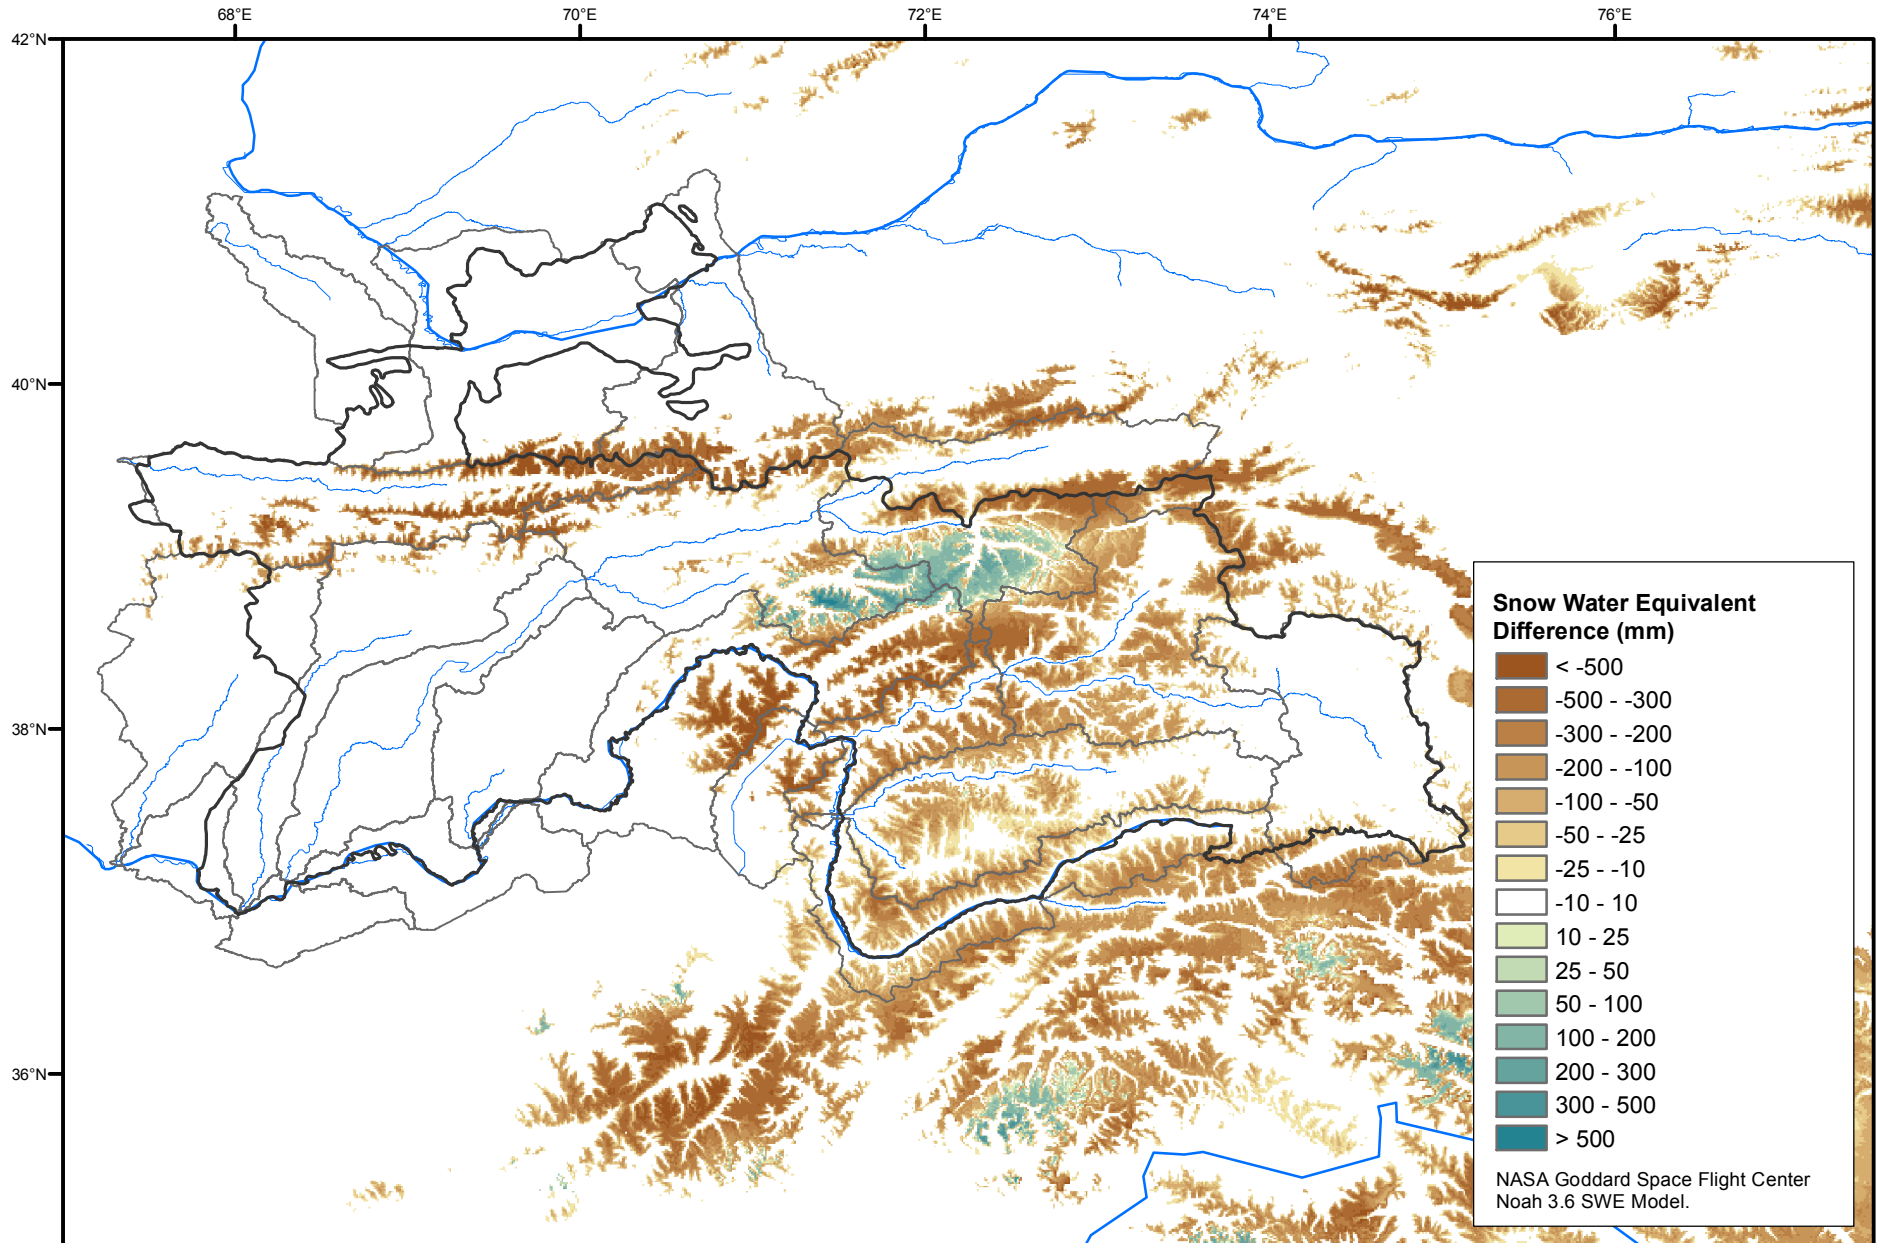 68°E
70°E
72°E
74°E
76°E
42°N
40°N
38°N
36°N
Snow Water Equivalent
Difference (mm)
< -500
-500 - -300
-300 - -200
-200 - -100
-100 - -50
-50 - -25
-25 - -10
-10 - 10
10 - 25
25 - 50
50 - 100
100 - 200
200 - 300
300 - 500
> 500
NASA Goddard Space Flight Center
Noah 3.6 SWE Model.